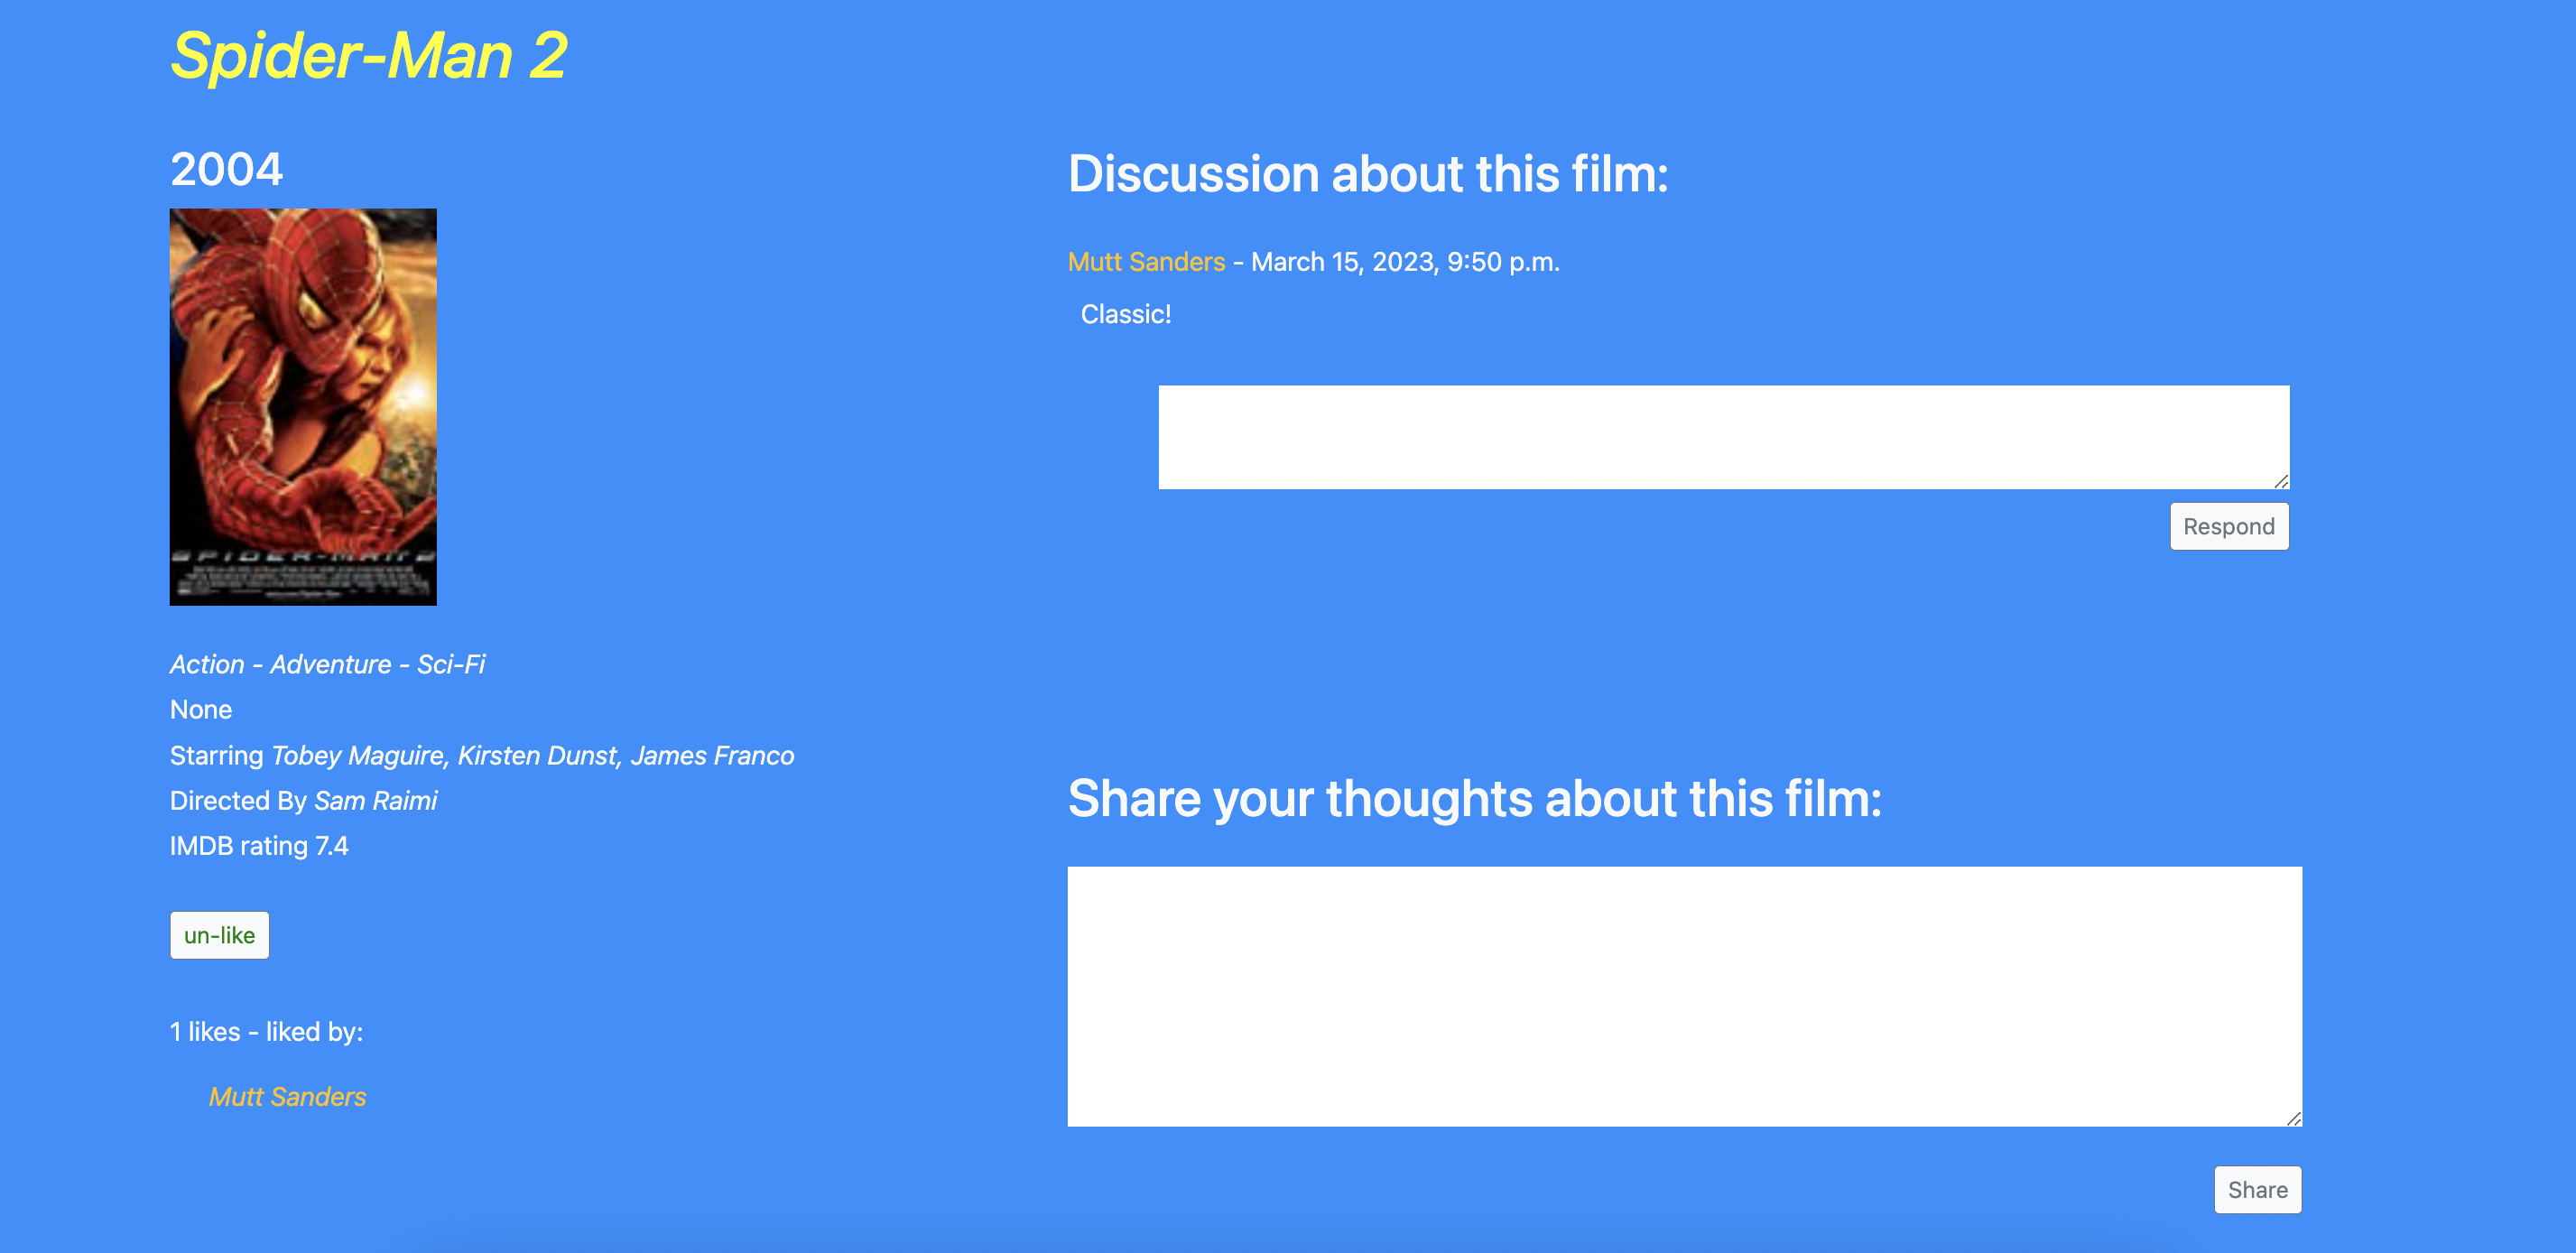 Spider-Man 2
2004
SPIDER-MAN 2
Action - Adventure - Sci-Fi
None
Starring Tobey Maguire, Kirsten Dunst, James Franco
Directed By Sam Raimi
IMDB rating 7.4
un-like
1 likes - liked by:
Mutt Sanders
Discussion about this film:
Mutt Sanders - March 15, 2023, 9:50 p.m.
Classic!
Respond
Share your thoughts about this film:
Share